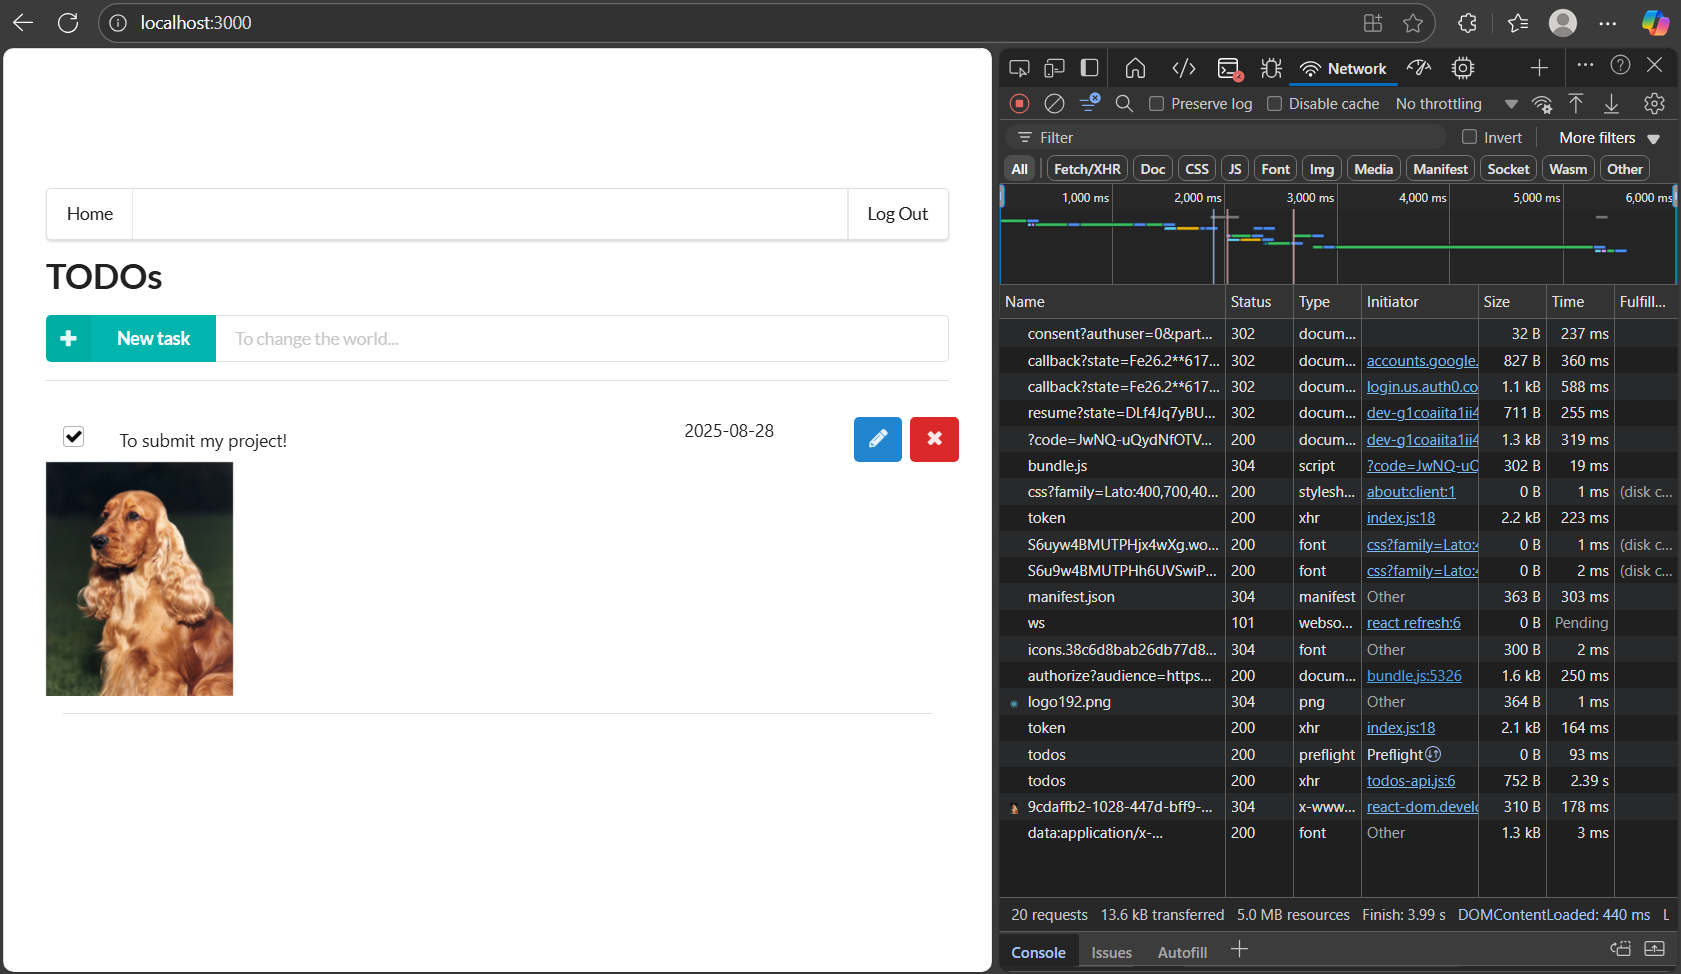 localhost:3000
Home
Log Out
TODOs
New task
To change the world...
To submit my project!
2025-08-28
Network
Preserve log
Disable cache
No throttling
Filter
Invert
More filters
All
Fetch/XHR
Doc
CSS
JS
Font
Img
Media
Manifest
Socket
Wasm
Other
1,000 ms
2,000 ms
3,000 ms
4,000 ms
5,000 ms
6,000 ms
Name Status Type Initiator Size Time Fulfill...
consent?authuser=0&part... 302 docum... 32 B 237 ms
callback?state=Fe26.2**617... 302 docum... accounts.google. 827 B 360 ms
callback?state=Fe26.2**617... 302 docum... login.us.auth0.co 1.1 kB 588 ms
resume?state=DLf4Jq7yBU... 302 docum... dev-g1coaiita1ii4 711 B 255 ms
?code=JwNQ-uQydNfOTV... 200 docum... dev-g1coaiita1ii4 1.3 kB 319 ms
bundle.js 304 script ?code=JwNQ-uC 302 B 19 ms
css?family=Lato:400,700,40... 200 stylesh... about:client:1 0 B 1 ms (disk c...
token 200 xhr index.js:18 2.2 kB 223 ms
S6uyw4BMUTPHjx4wXg.wo... 200 font css?family=Lato:4 0 B 1 ms (disk c...
S6u9w4BMUTPHh6UVSwiP... 200 font css?family=Lato:4 0 B 2 ms (disk c...
manifest.json 304 manifest Other 363 B 303 ms
ws 101 webso... react refresh:6 0 B Pending
icons.38c6d8bab26db77d8... 304 font Other 300 B 2 ms
authorize?audience=https... 200 docum... bundle.js:5326 1.6 kB 250 ms
logo192.png 304 png Other 364 B 1 ms
token 200 xhr index.js:18 2.1 kB 164 ms
todos 200 preflight Preflight 0 B 93 ms
todos 200 xhr todos-api.js:6 752 B 2.39 s
9cdaffb2-1028-447d-bff9-... 304 x-www... react-dom.develo 310 B 178 ms
data:application/x-... 200 font Other 1.3 kB 3 ms
20 requests 13.6 kB transferred 5.0 MB resources Finish: 3.99 s DOMContentLoaded: 440 ms L
Console
Issues
Autofill